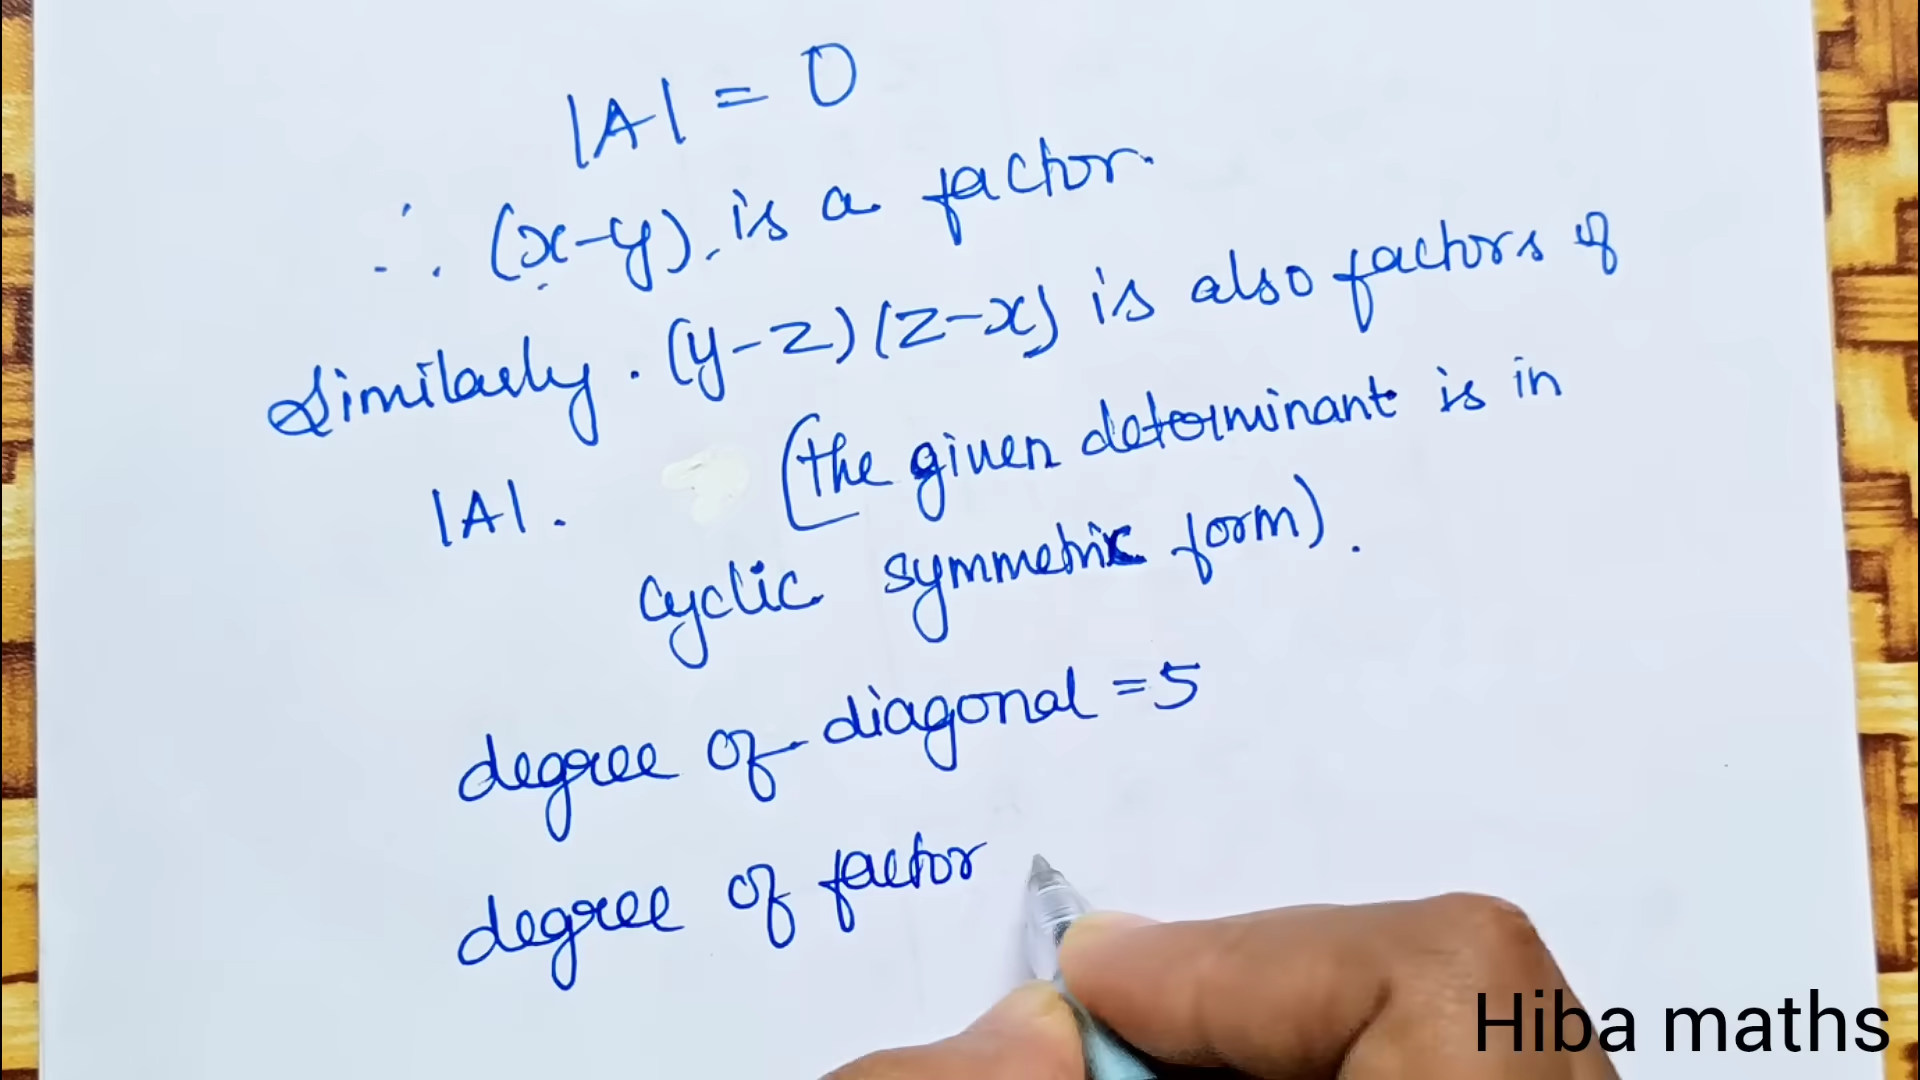 |A| = 0
∴ (x-y), is a factor.
Similarly. (y-z)(z-x) is also factors of
|A|. (the given determinant is in
cyclic symmetric form).
degree of diagonal = 5
degree of factor
Hiba maths